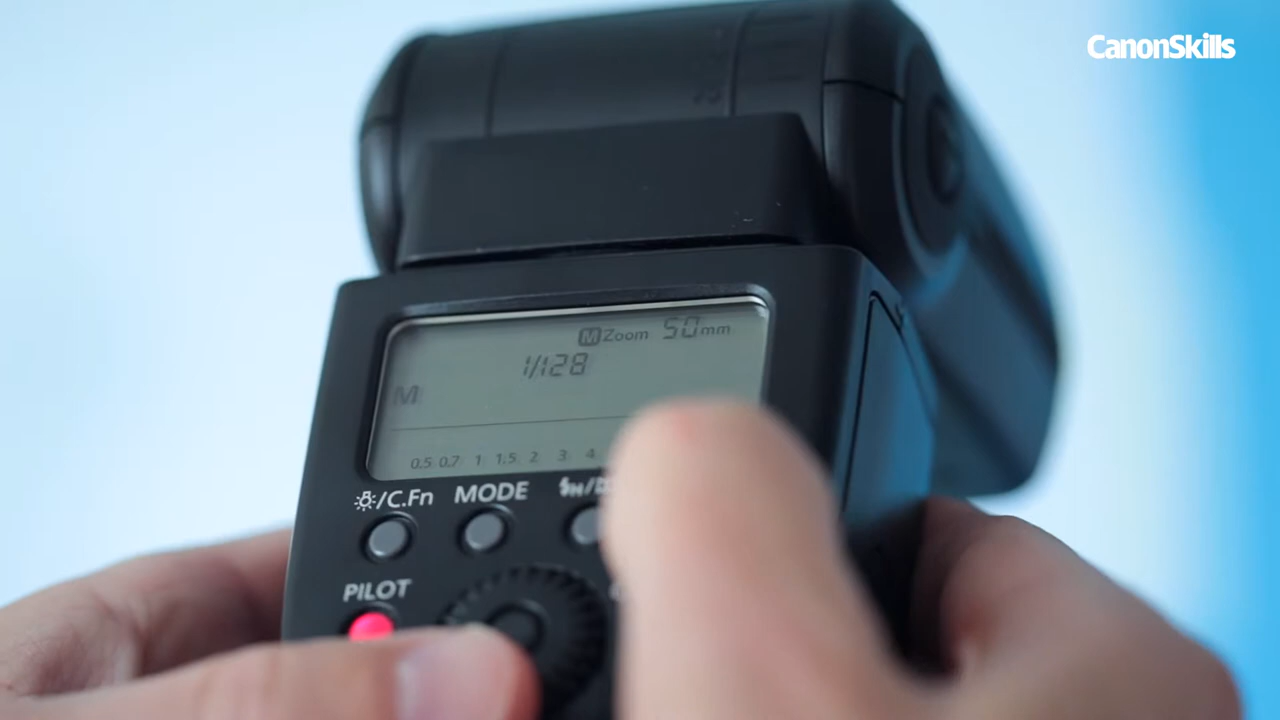 CanonSkills
M Zoom 50mm
1/128
M
0.5 0.7 1 1.5 2 3 4
/C.Fn MODE
PILOT